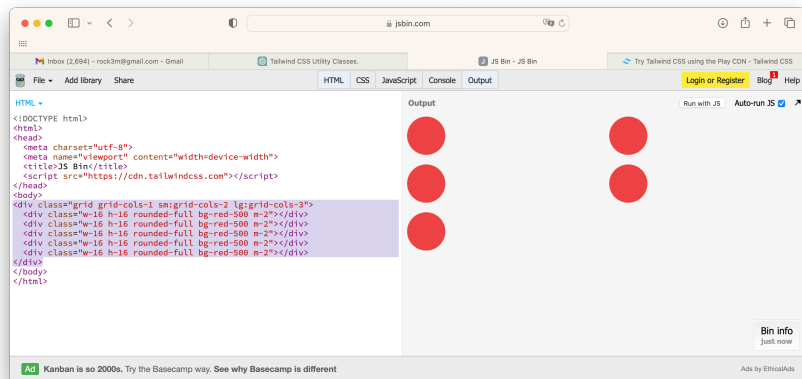 jsbin.com
Inbox (2,694) - rock3m@gmail.com - Gmail
Tailwind CSS Utility Classes.
JS Bin - JS Bin
Try Tailwind CSS using the Play CDN - Tailwind CSS
File Add library Share HTML CSS JavaScript Console Output Login or Register Blog 1 Help
HTML
Output Run with JS Auto-run JS
<!DOCTYPE html>
<html>
<head>
  <meta charset="utf-8">
  <meta name="viewport" content="width=device-width">
  <title>JS Bin</title>
  <script src="https://cdn.tailwindcss.com"></script>
</head>
<body>
<div class="grid grid-cols-1 sm:grid-cols-2 lg:grid-cols-3">
  <div class="w-16 h-16 rounded-full bg-red-500 m-2"></div>
  <div class="w-16 h-16 rounded-full bg-red-500 m-2"></div>
  <div class="w-16 h-16 rounded-full bg-red-500 m-2"></div>
  <div class="w-16 h-16 rounded-full bg-red-500 m-2"></div>
  <div class="w-16 h-16 rounded-full bg-red-500 m-2"></div>
</div>
</body>
</html>
Bin info
just now
Ad Kanban is so 2000s. Try the Basecamp way. See why Basecamp is different
Ads by EthicalAds